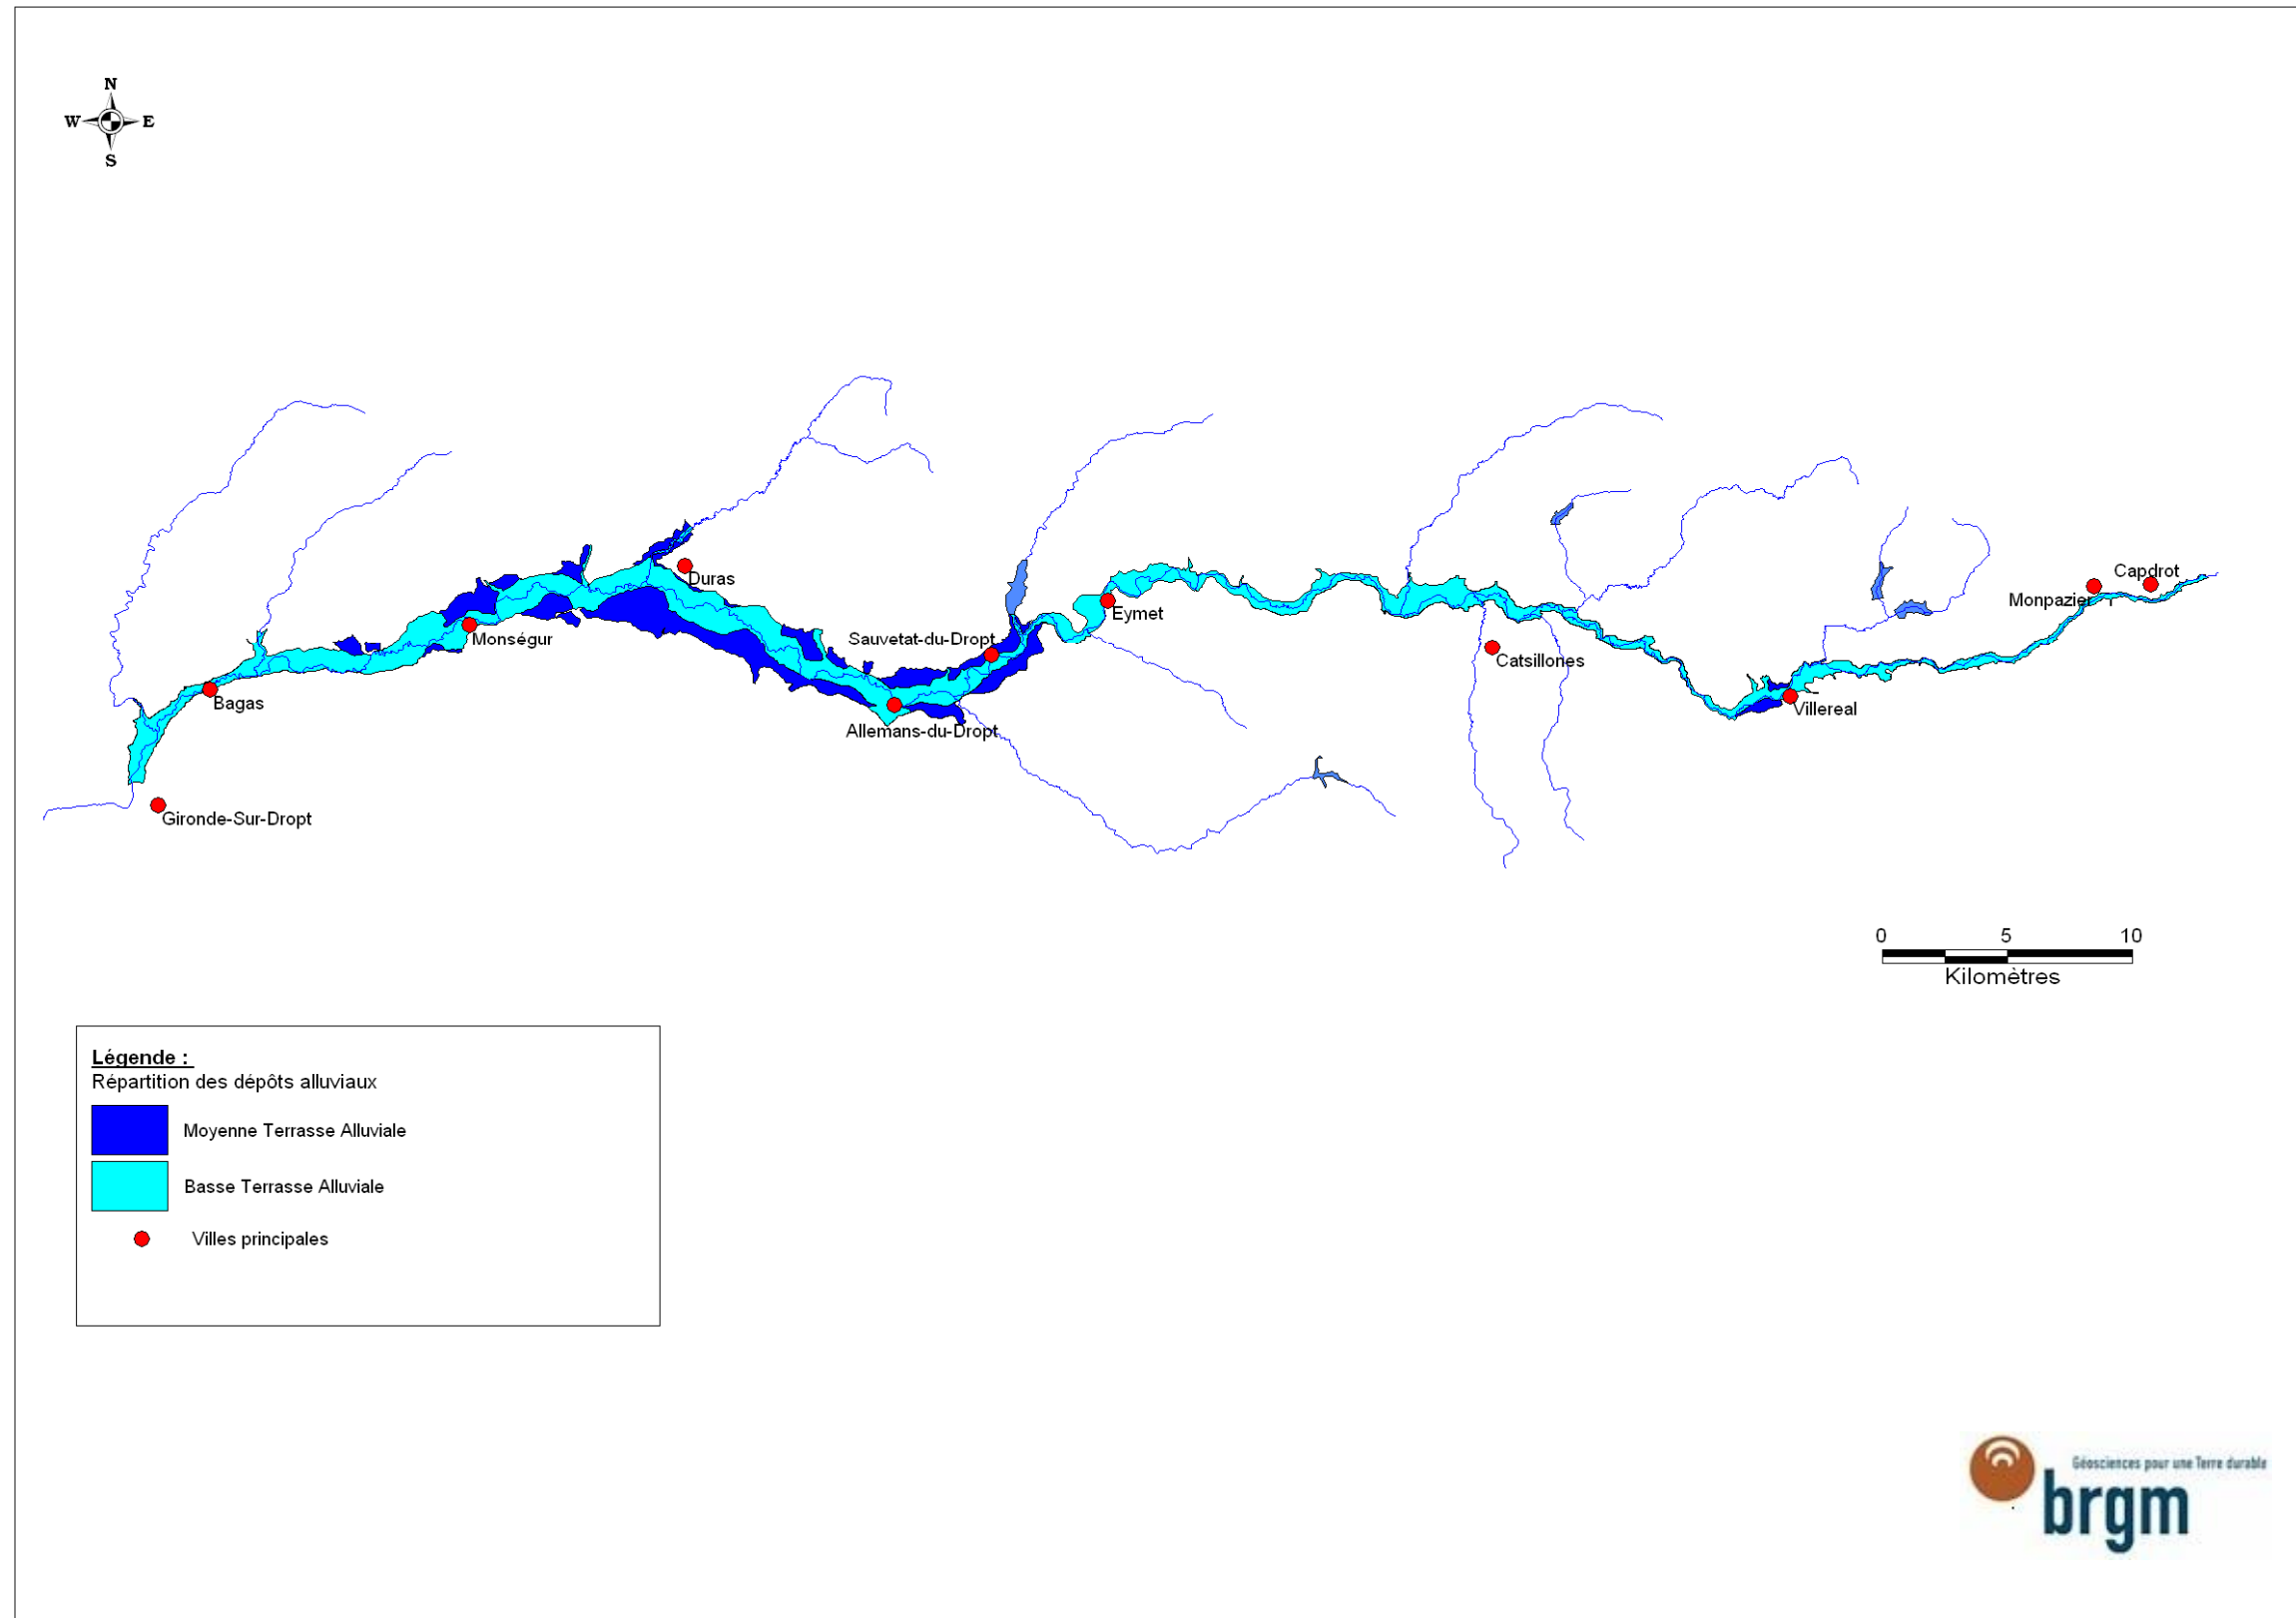 N
W E
S
Duras
Capdrot
Monpazier
Eymet
Monségur
Sauvetat-du-Dropt
Catsillones
Bagas
Villereal
Allemans-du-Dropt
Gironde-Sur-Dropt
0 5 10
Kilomètres
Légende :
Répartition des dépôts alluviaux
Moyenne Terrasse Alluviale
Basse Terrasse Alluviale
Villes principales
Géosciences pour une Terre durable
brgm